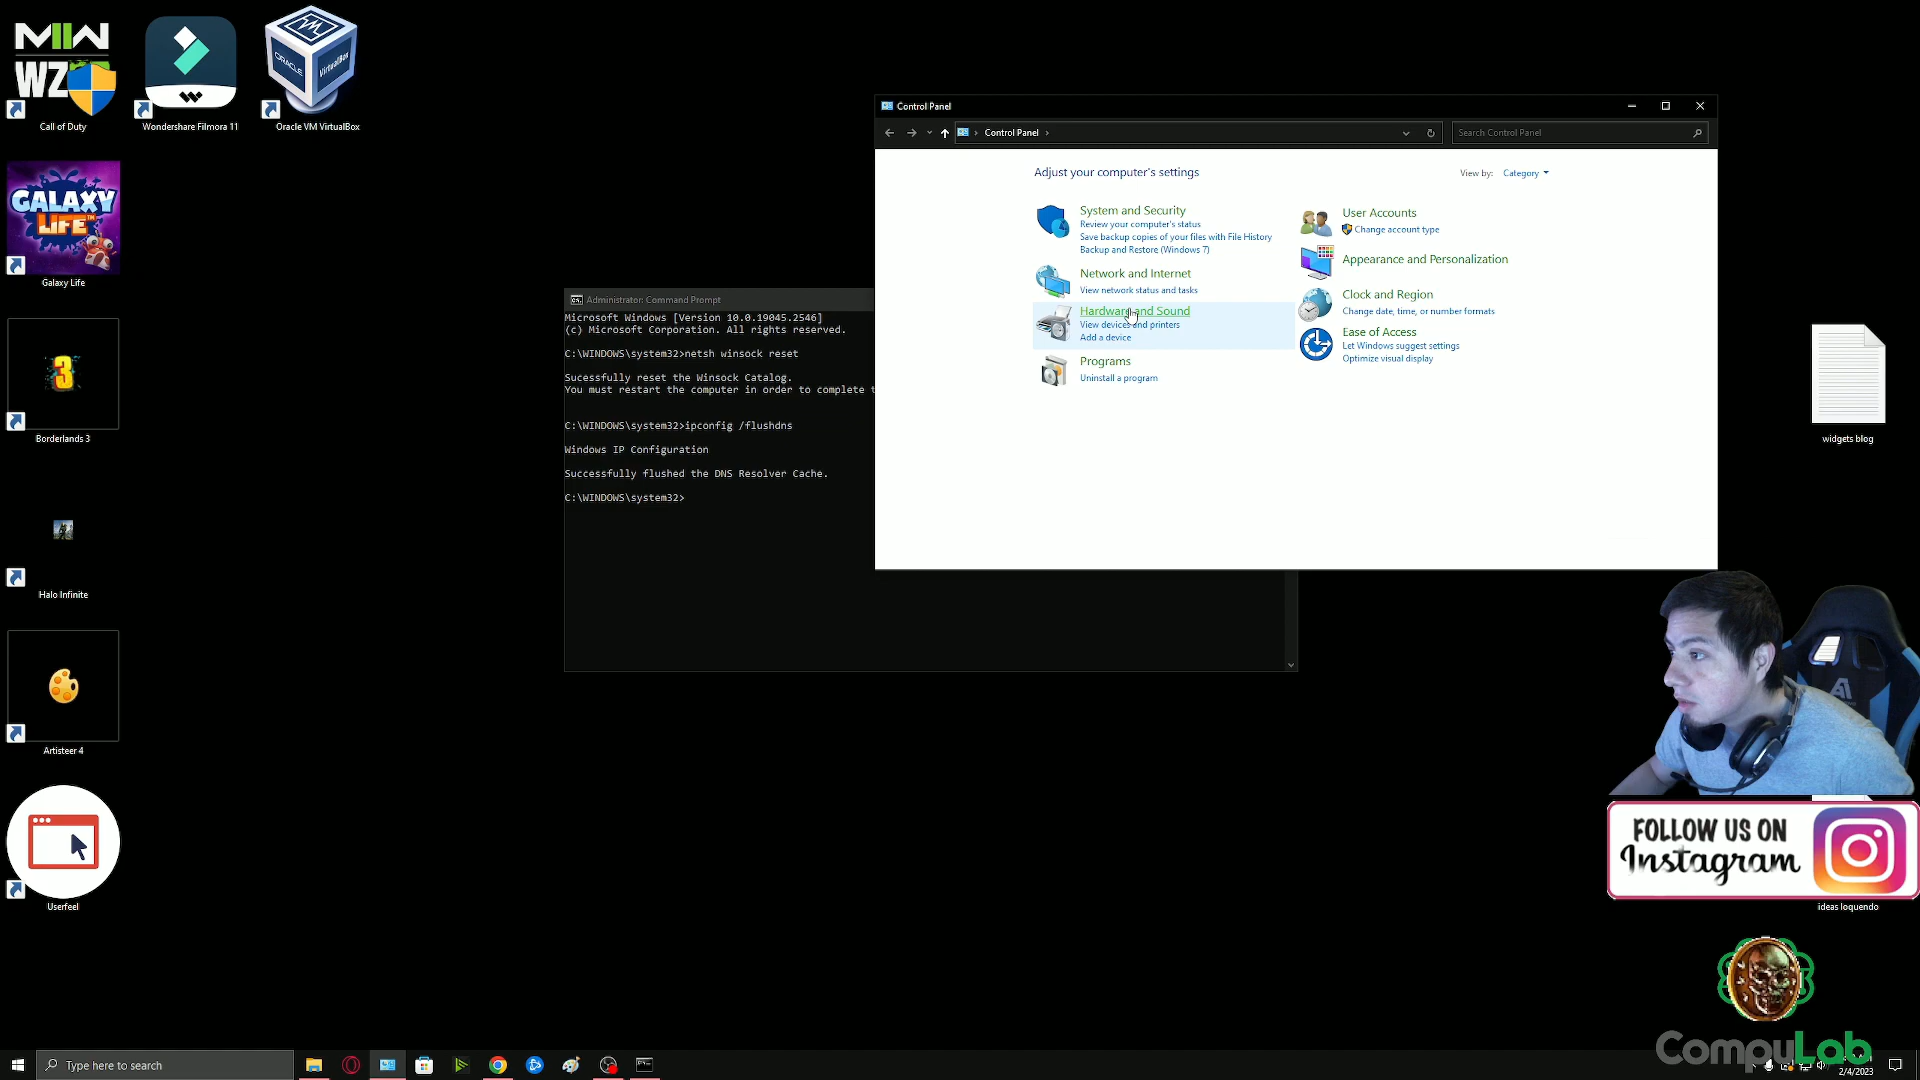 MW
WZ
Call of Duty
Wondershare Filmora 11
ORACLE
VirtualBox
Oracle VM VirtualBox
GALAXY
LIFE™
Galaxy Life
3
Borderlands 3
Halo Infinite
Artisteer 4
Userfeel
Control Panel
Control Panel
Search Control Panel
Adjust your computer's settings
View by: Category
System and Security
Review your computer's status
Save backup copies of your files with File History
Backup and Restore (Windows 7)
Network and Internet
View network status and tasks
Hardware and Sound
View devices and printers
Add a device
Programs
Uninstall a program
User Accounts
Change account type
Appearance and Personalization
Clock and Region
Change date, time, or number formats
Ease of Access
Let Windows suggest settings
Optimize visual display
Administrator: Command Prompt
Microsoft Windows [Version 10.0.19045.2546]
(c) Microsoft Corporation. All rights reserved.
C:\WINDOWS\system32>netsh winsock reset
Sucessfully reset the Winsock Catalog.
You must restart the computer in order to complete
C:\WINDOWS\system32>ipconfig /flushdns
Windows IP Configuration
Successfully flushed the DNS Resolver Cache.
C:\WINDOWS\system32>
widgets blog
FOLLOW US ON
Instagram
ideas loquendo
CompuLab
Type here to search
2/4/2023